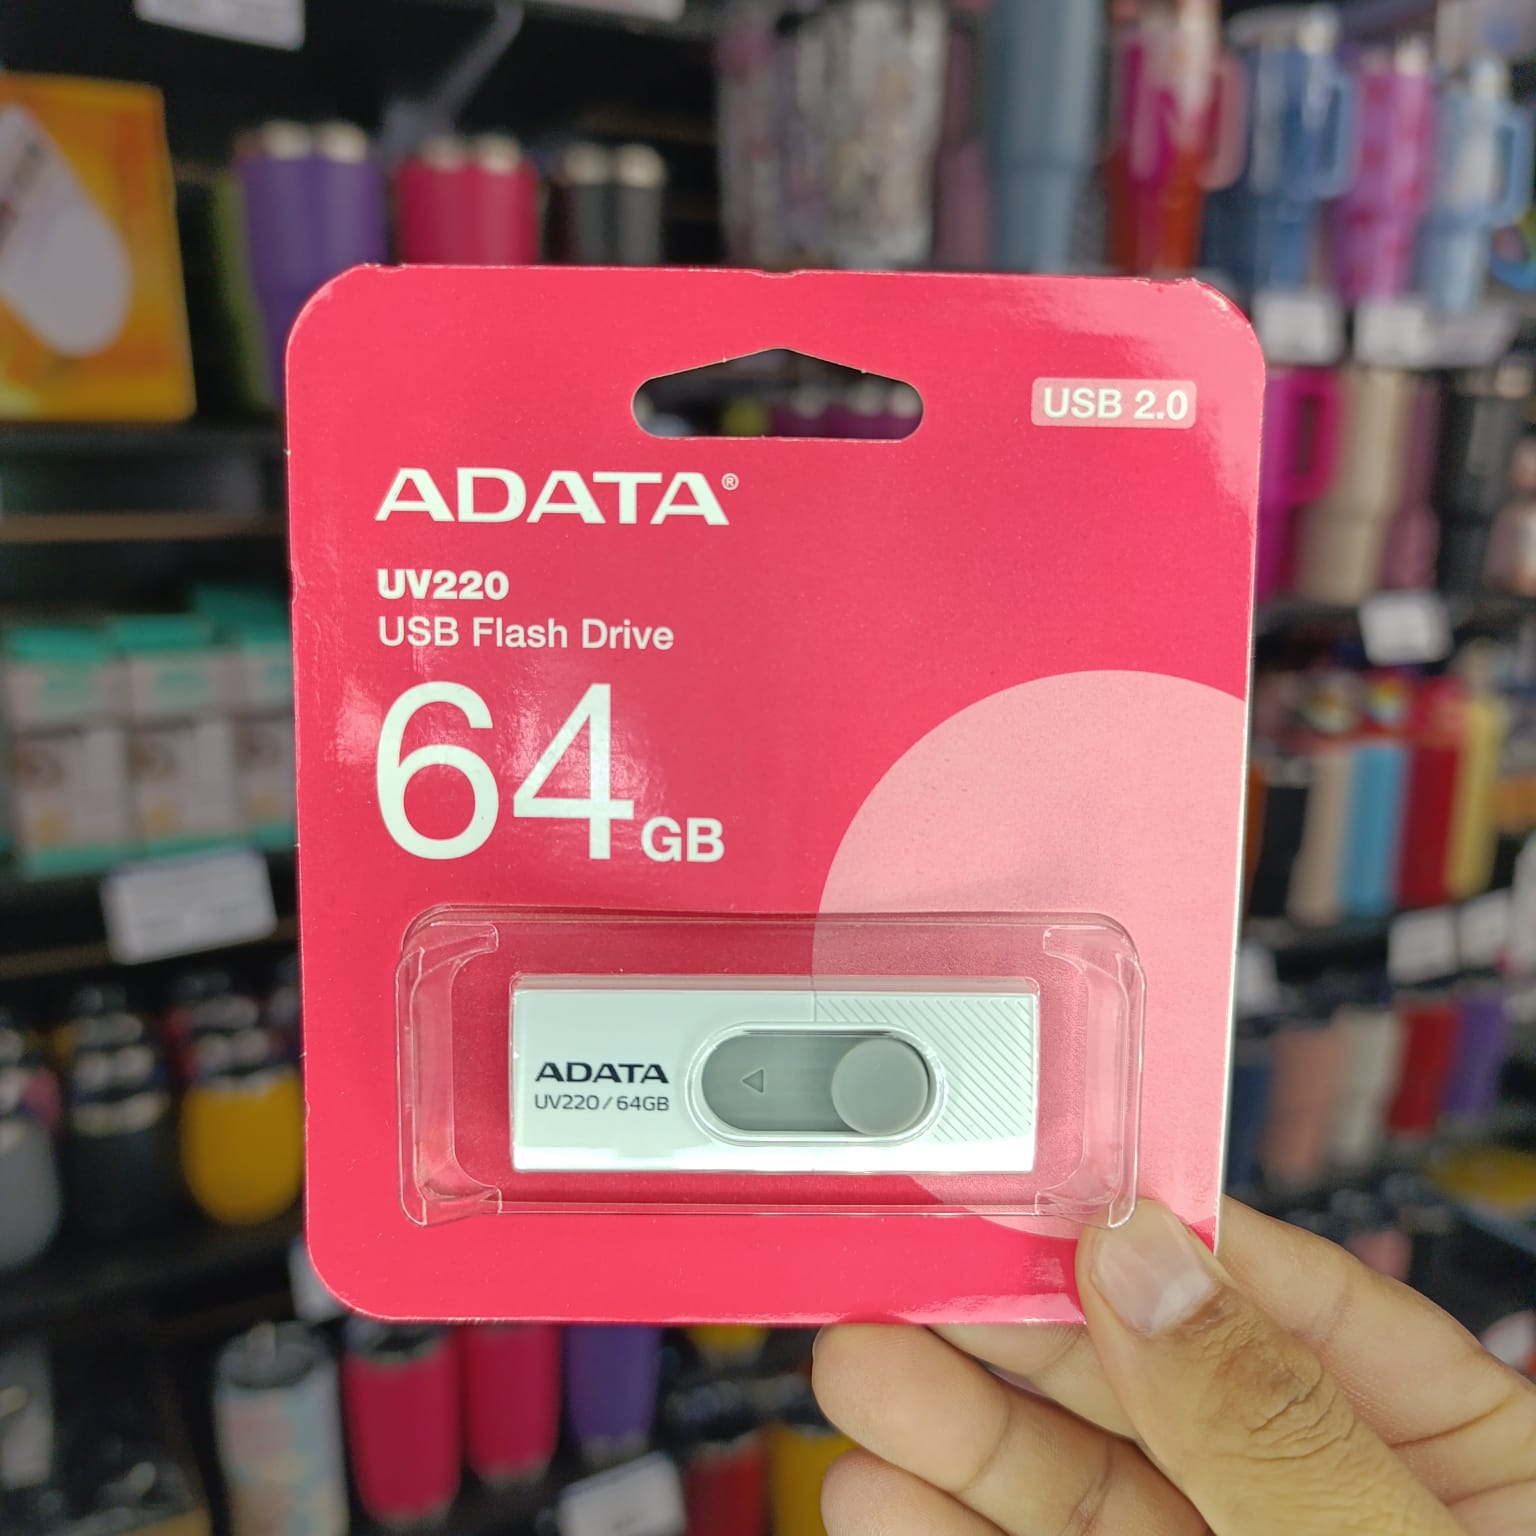 USB 2.0
ADATA®
UV220
USB Flash Drive
64GB
ADATA
UV220/64GB